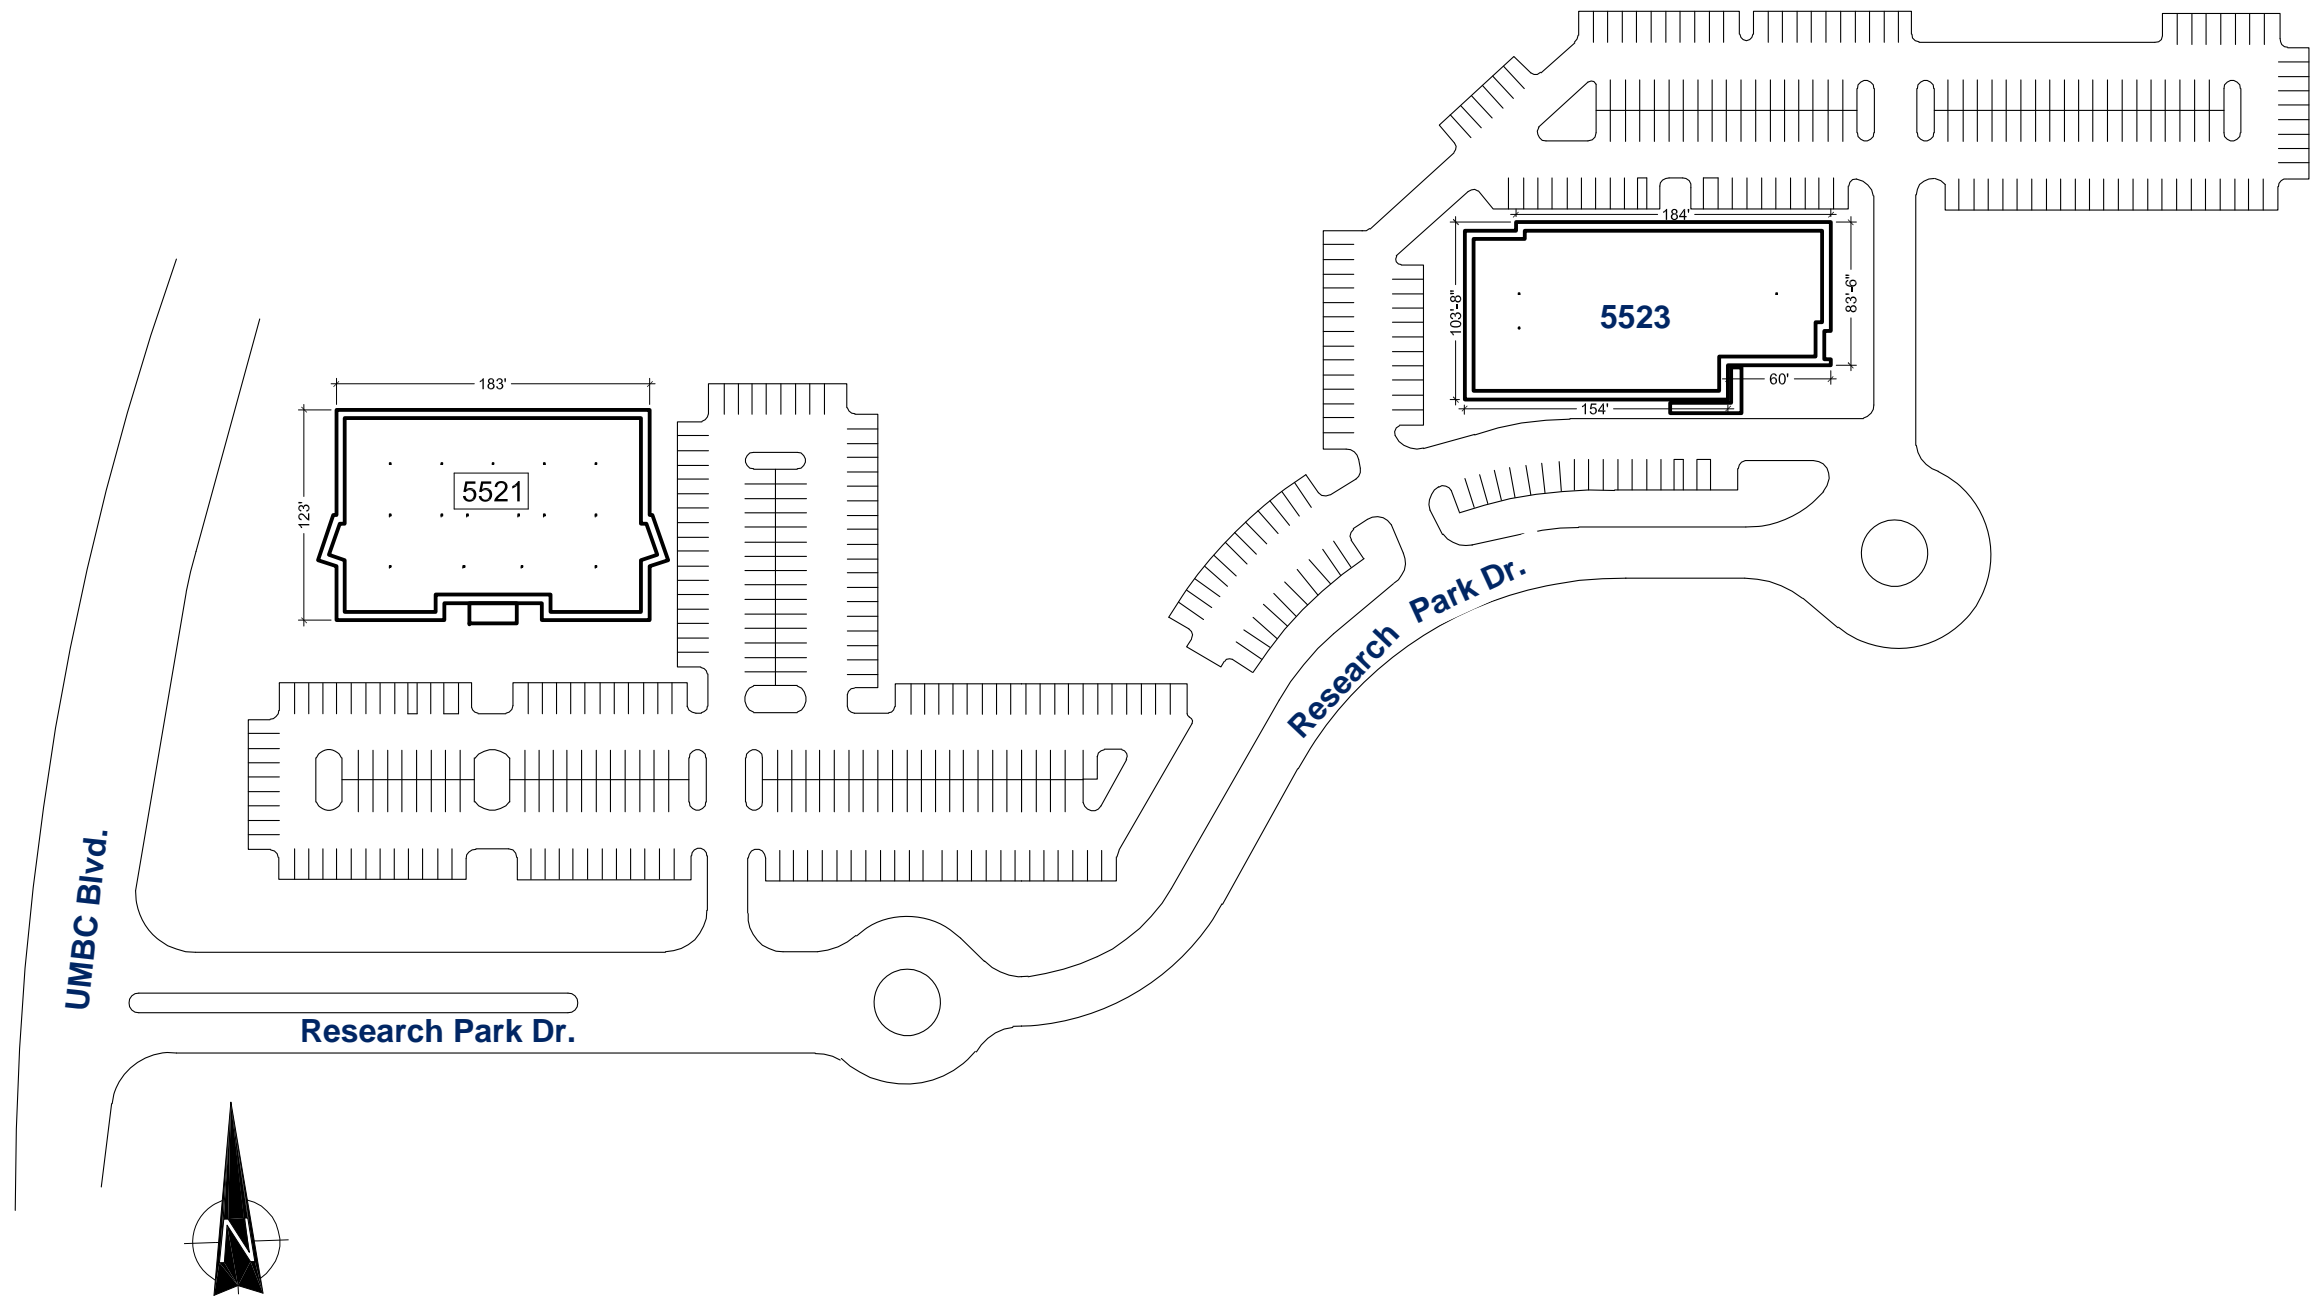 184'
103'-8"
83'-6"
5523
60'
154'
183'
123'
5521
Research Park Dr.
UMBC Blvd.
Research Park Dr.
N